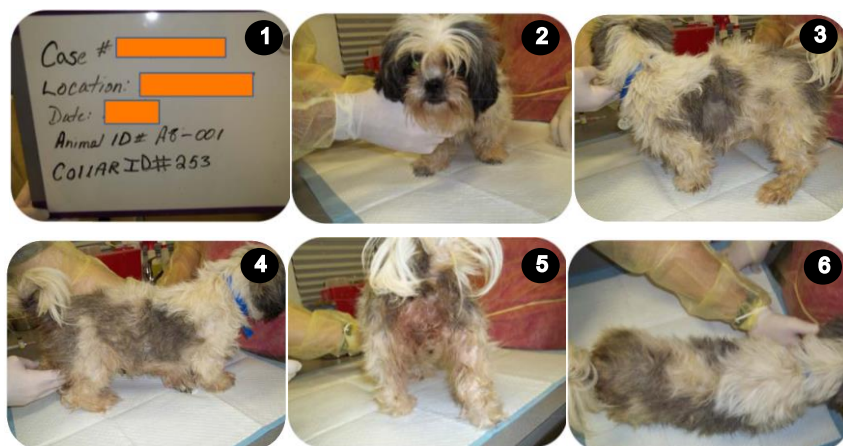 1
Case #
Location:
Date:
Animal ID# A8-001
COllAR ID# 253
2
3
4
5
6